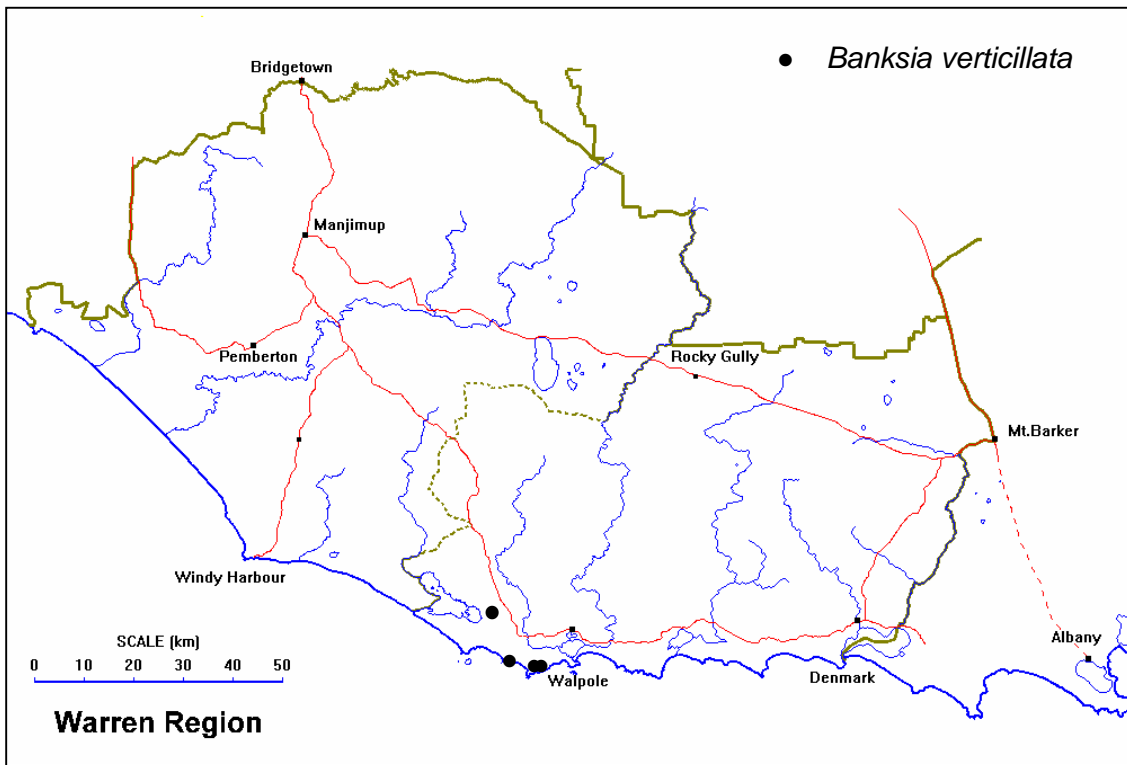 Banksia verticillata
Bridgetown
Manjimup
Pemberton
Rocky Gully
Mt.Barker
Windy Harbour
SCALE [km]
0 10 20 30 40 50
Walpole
Denmark
Albany
Warren Region